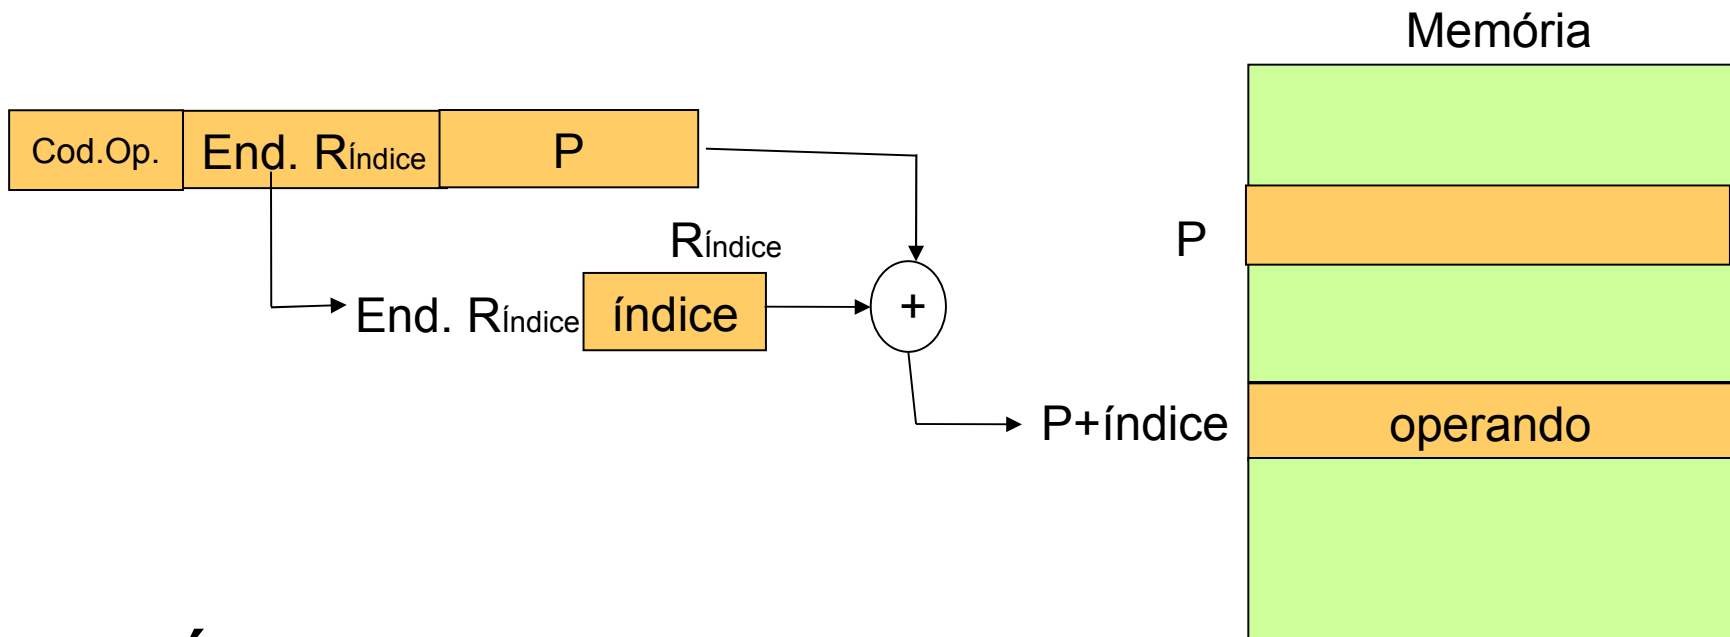 Memória
Cod.Op. End. RÍndice P
RÍndice
P
End. RÍndice índice +
P+índice operando